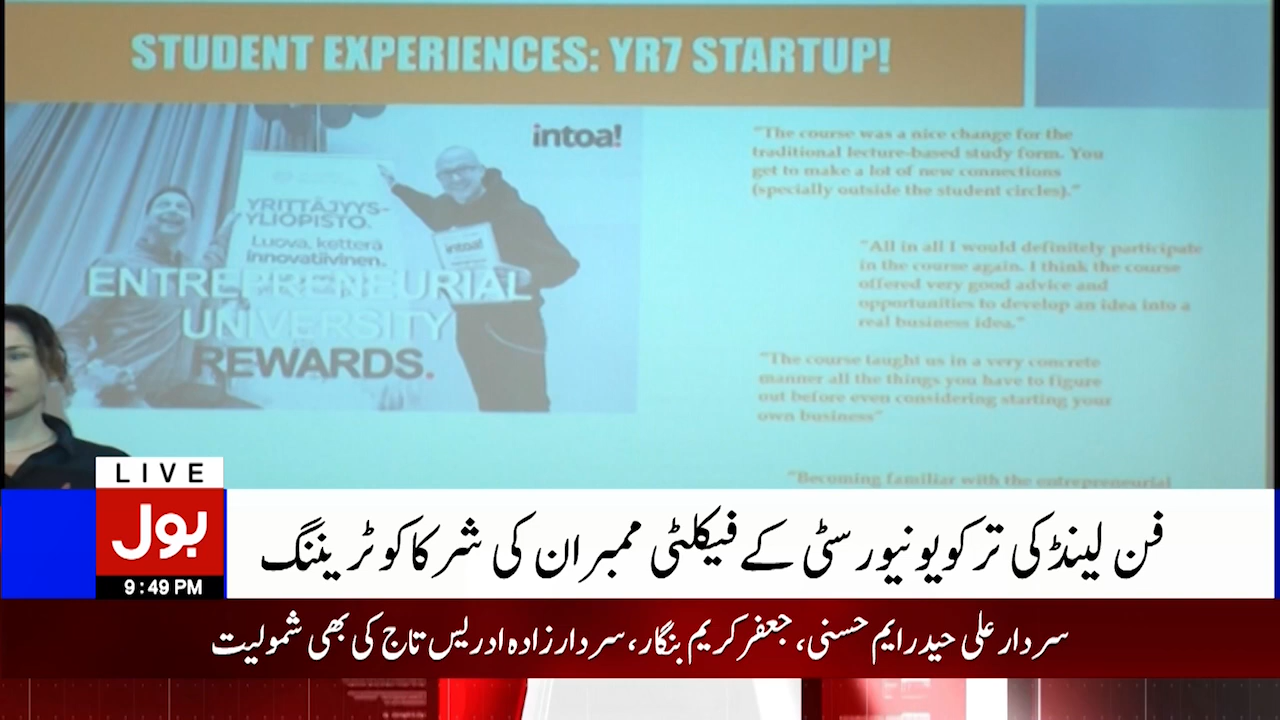 STUDENT EXPERIENCES: YR7 STARTUP!
intoa!
YRITTÄJYYS-
YLIOPISTO.
Luova, ketterä
innovatiivinen.
intoa!
ENTREPRENEURIAL
UNIVERSITY
REWARDS.
"The course was a nice change for the
traditional lecture-based study form. You
get to make a lot of new connections
(specially outside the student circles)."
"All in all I would definitely participate
in the course again. I think the course
offered very good advice and
opportunities to develop an idea into a
real business idea."
"The course taught us in a very concrete
manner all the things you have to figure
out before even considering starting your
own business"
"Becoming familiar with the entrepreneurial
LIVE
بول
9:49 PM
فن لینڈ کی ترکو یونیورسٹی کے فیکلٹی ممبران کی شرکا کو ٹریننگ
سردار علی حیدر ایم حسنی، جعفر کریم بنگار، سردار زادہ ادریس تاج کی بھی شمولیت